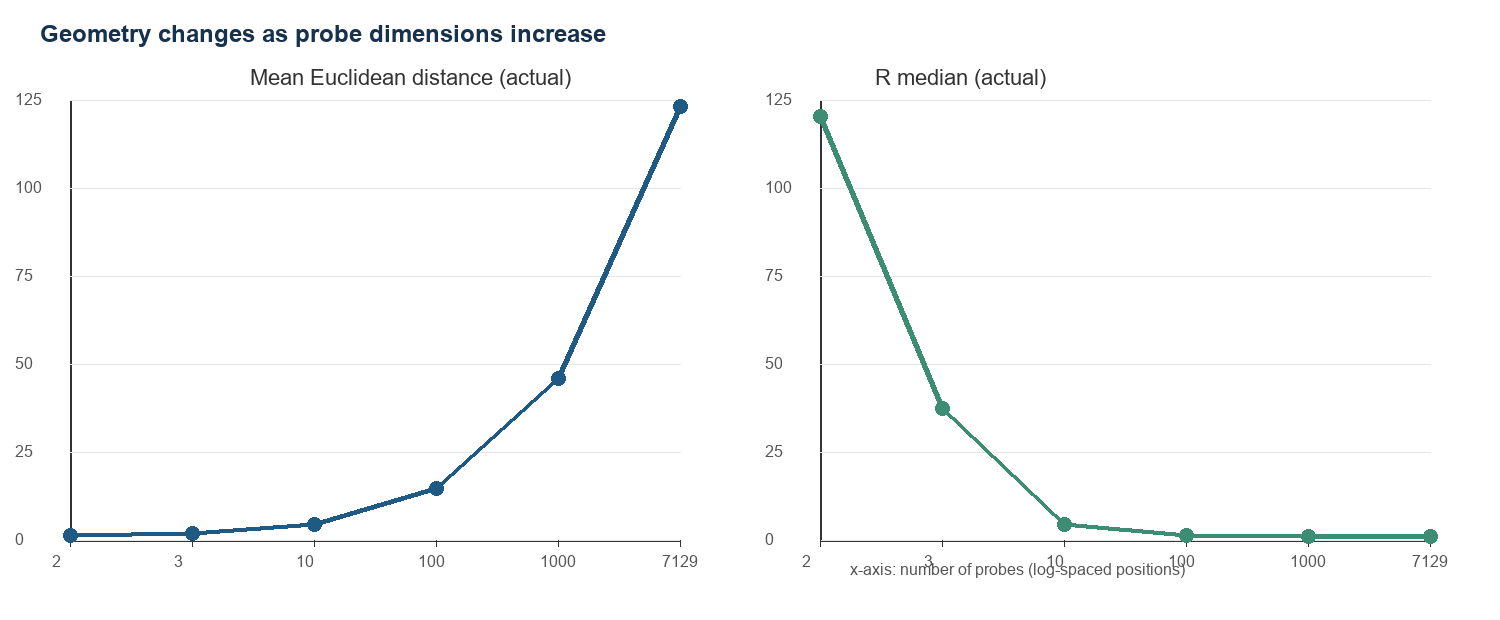 Geometry changes as probe dimensions increase
Mean Euclidean distance (actual)
125
100
75
50
25
0
2 3 10 100 1000 7129
R median (actual)
125
100
75
50
25
0
2 3 10 100 1000 7129
x-axis: number of probes (log-spaced positions)